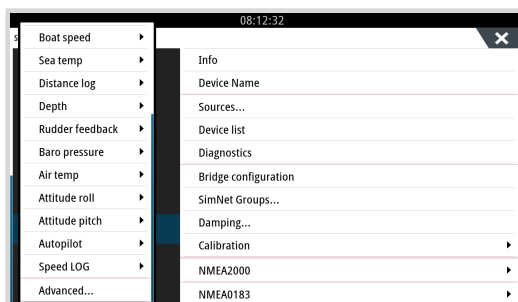 08:12:32
Boat speed
Sea temp
Distance log
Depth
Rudder feedback
Baro pressure
Air temp
Attitude roll
Attitude pitch
Autopilot
Speed LOG
Advanced...
Info
Device Name
Sources...
Device list
Diagnostics
Bridge configuration
SimNet Groups...
Damping...
Calibration
NMEA2000
NMEA0183